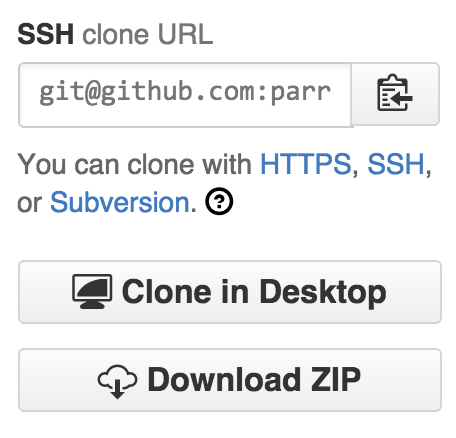 SSH clone URL
git@github.com:parr
You can clone with HTTPS, SSH,
or Subversion. ?
Clone in Desktop
Download ZIP